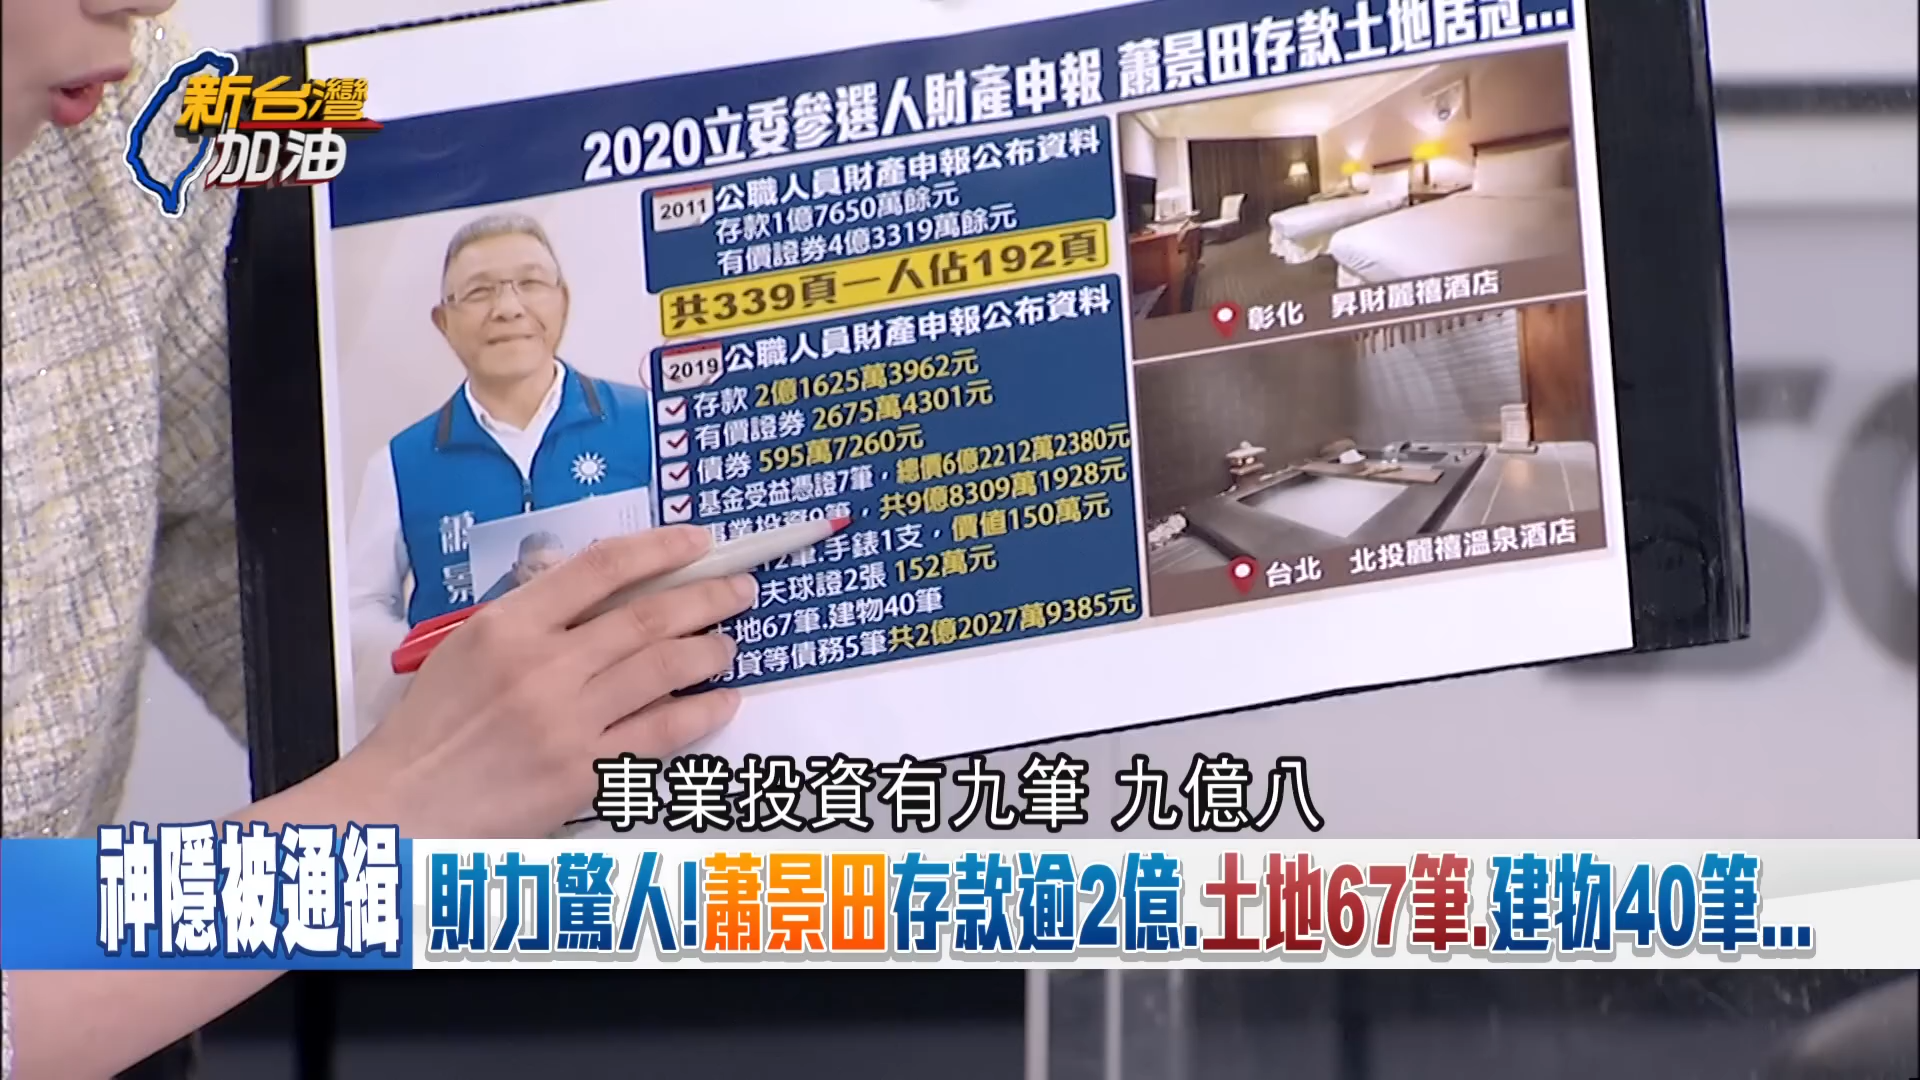 新台灣
加油
2020立委參選人財產申報 蕭景田存款土地居冠...
2011 公職人員財產申報公布資料
存款1億7650萬餘元
有價證券4億3319萬餘元
共339頁一人佔192頁
2019 公職人員財產申報公布資料
存款 2億1625萬3962元
有價證券 2675萬4301元
債券 595萬7260元
基金受益憑證7筆，總價6億2212萬2380元
事業投資9筆，共9億8309萬1928元
12筆.手錶1支，價值150萬元
夫球證2張 152萬元
土地67筆.建物40筆
房貸等債務5筆共2億2027萬9385元
彰化 昇財麗禧酒店
台北 北投麗禧溫泉酒店
蕭
景
事業投資有九筆 九億八
神隱被通緝
財力驚人!蕭景田存款逾2億.土地67筆.建物40筆...